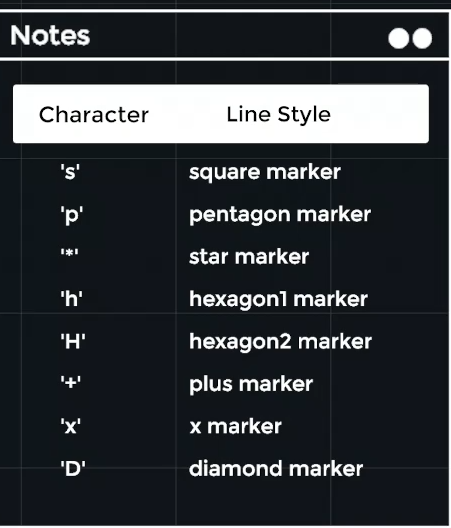 Notes
Character Line Style
's' square marker
'p' pentagon marker
'*' star marker
'h' hexagon1 marker
'H' hexagon2 marker
'+' plus marker
'x' x marker
'D' diamond marker